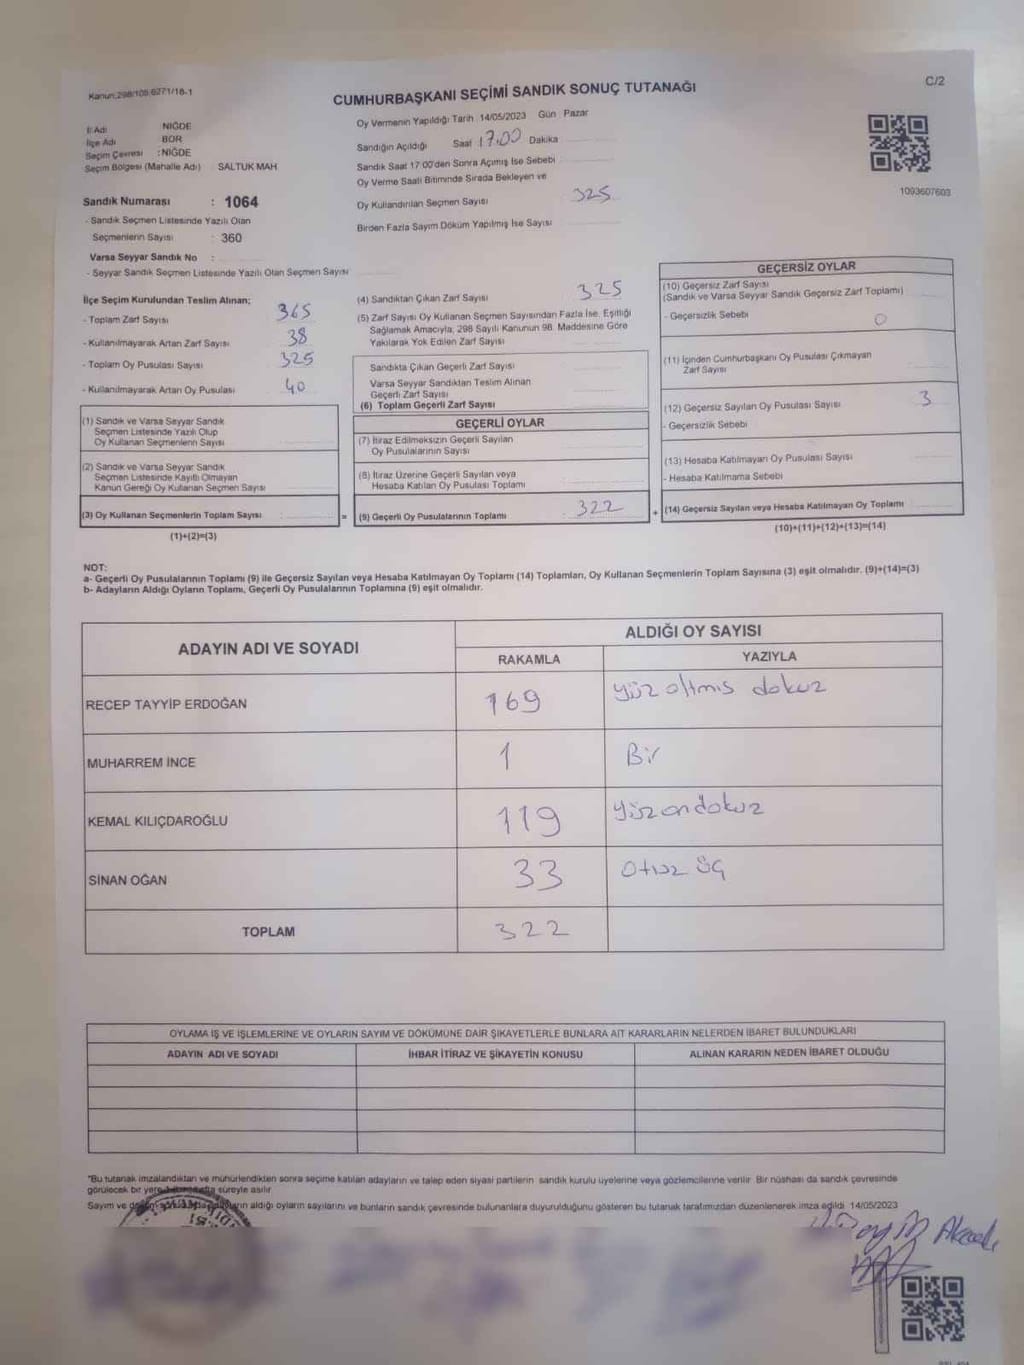 Kanun:298/109.6271/18-1
C/2
CUMHURBAŞKANI SEÇİMİ SANDIK SONUÇ TUTANAĞI
İl Adı NİĞDE
İlçe Adı BOR
Seçim Çevresi :NİĞDE
Seçim Bölgesi (Mahalle Adı) SALTUK MAH
Sandık Numarası : 1064
- Sandık Seçmen Listesinde Yazılı Olan
Seçmenlerin Sayısı : 360
Varsa Seyyar Sandık No :
- Seyyar Sandık Seçmen Listesinde Yazılı Olan Seçmen Sayısı
Oy Vermenin Yapıldığı Tarih 14/05/2023 Gün Pazar
Sandığın Açıldığı Saat 17.00 Dakika
Sandık Saat 17:00'den Sonra Açımış İse Sebebi
Oy Verme Saati Bitiminde Sırada Bekleyen ve
Oy Kullandırılan Seçmen Sayısı 325
Birden Fazla Sayım Döküm Yapılmış İse Sayısı
1093607603
İlçe Seçim Kurulundan Teslim Alınan;
- Toplam Zarf Sayısı 365
- Kullanılmayarak Artan Zarf Sayısı 38
- Toplam Oy Pusulası Sayısı 325
- Kullanılmayarak Artan Oy Pusulası 40
(1) Sandık ve Varsa Seyyar Sandık
Seçmen Listesinde Yazılı Olup
Oy Kullanan Seçmenlerin Sayısı
(2) Sandık ve Varsa Seyyar Sandık
Seçmen Listesinde Kayıtlı Olmayan
Kanun Gereği Oy Kullanan Seçmen Sayısı
(3) Oy Kullanan Seçmenlerin Toplam Sayısı :
(1)+(2)=(3)
(4) Sandıktan Çıkan Zarf Sayısı 325
(5) Zarf Sayısı Oy Kullanan Seçmen Sayısından Fazla İse, Eşitliği
Sağlamak Amacıyla, 298 Sayılı Kanunun 98. Maddesine Göre
Yakılarak Yok Edilen Zarf Sayısı
Sandıkta Çıkan Geçerli Zarf Sayısı
Varsa Seyyar Sandıktan Teslim Alınan
Geçerli Zarf Sayısı
(6) Toplam Geçerli Zarf Sayısı
=
GEÇERLİ OYLAR
(7) İtiraz Edilmeksizin Geçerli Sayılan
Oy Pusulalarının Sayısı
(8) İtiraz Üzerine Geçerli Sayılan veya
Hesaba Katılan Oy Pusulası Toplamı
(9) Geçerli Oy Pusulalarının Toplamı : 322
+
GEÇERSİZ OYLAR
(10) Geçersiz Zarf Sayısı
(Sandık ve Varsa Seyyar Sandık Geçersiz Zarf Toplamı)
- Geçersizlik Sebebi 0
(11) İçinden Cumhurbaşkanı Oy Pusulası Çıkmayan
Zarf Sayısı
(12) Geçersiz Sayılan Oy Pusulası Sayısı 3
- Geçersizlik Sebebi
(13) Hesaba Katılmayan Oy Pusulası Sayısı
- Hesaba Katılmama Sebebi
(14) Geçersiz Sayılan veya Hesaba Katılmayan Oy Toplamı
(10)+(11)+(12)+(13)=(14)
NOT:
a- Geçerli Oy Pusulalarının Toplamı (9) ile Geçersiz Sayılan veya Hesaba Katılmayan Oy Toplamı (14) Toplamları, Oy Kullanan Seçmenlerin Toplam Sayısına (3) eşit olmalıdır. (9)+(14)=(3)
b- Adayların Aldığı Oyların Toplamı, Geçerli Oy Pusulalarının Toplamına (9) eşit olmalıdır.
ADAYIN ADI VE SOYADI
ALDIĞI OY SAYISI
RAKAMLA YAZIYLA
RECEP TAYYİP ERDOĞAN 169 yüz altmış dokuz
MUHARREM İNCE 1 Bir
KEMAL KILIÇDAROĞLU 119 yüzondokuz
SİNAN OĞAN 33 Otuz üç
TOPLAM 322
OYLAMA İŞ VE İŞLEMLERİNE VE OYLARIN SAYIM VE DÖKÜMÜNE DAİR ŞİKAYETLERLE BUNLARA AİT KARARLARIN NELERDEN İBARET BULUNDUKLARI
ADAYIN ADI VE SOYADI İHBAR İTİRAZ VE ŞİKAYETİN KONUSU ALINAN KARARIN NEDEN İBARET OLDUĞU
*Bu tutanak imzalandıktan ve mühürlendikten sonra seçime katılan adayların ve talep eden siyasi partilerin sandık kurulu üyelerine veya gözlemcilerine verilir. Bir nüshası da sandık çevresinde
görülecek bir yere süreyle asılır
Sayım ve aldığı oyların sayılarını ve bunların sandık çevresinde bulunanlara duyurulduğunu gösteren bu tutanak tarafımızdan düzenlenerek imza edildi. 14/05/2023